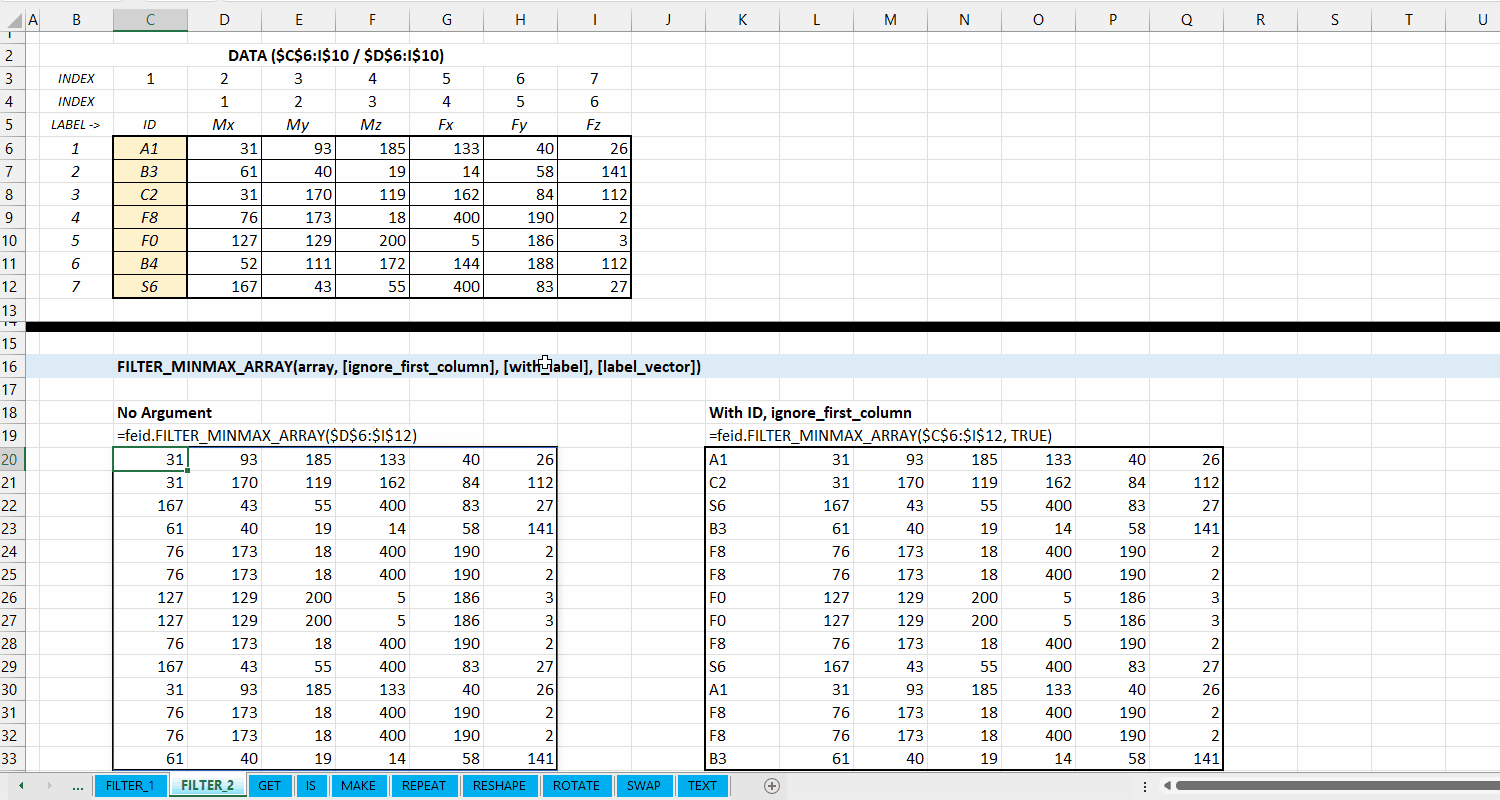 A B C D E F G H I J K L M N O P Q R S T U
2 DATA ($C$6:I$10 / $D$6:I$10)
3 INDEX 1 2 3 4 5 6 7
4 INDEX 1 2 3 4 5 6
5 LABEL -> ID Mx My Mz Fx Fy Fz
6 1 A1 31 93 185 133 40 26
7 2 B3 61 40 19 14 58 141
8 3 C2 31 170 119 162 84 112
9 4 F8 76 173 18 400 190 2
10 5 F0 127 129 200 5 186 3
11 6 B4 52 111 172 144 188 112
12 7 S6 167 43 55 400 83 27
13
15
16 FILTER_MINMAX_ARRAY(array, [ignore_first_column], [with_label], [label_vector])
17
18 No Argument With ID, ignore_first_column
19 =feid.FILTER_MINMAX_ARRAY($D$6:$I$12) =feid.FILTER_MINMAX_ARRAY($C$6:$I$12, TRUE)
20 31 93 185 133 40 26 A1 31 93 185 133 40 26
21 31 170 119 162 84 112 C2 31 170 119 162 84 112
22 167 43 55 400 83 27 S6 167 43 55 400 83 27
23 61 40 19 14 58 141 B3 61 40 19 14 58 141
24 76 173 18 400 190 2 F8 76 173 18 400 190 2
25 76 173 18 400 190 2 F8 76 173 18 400 190 2
26 127 129 200 5 186 3 F0 127 129 200 5 186 3
27 127 129 200 5 186 3 F0 127 129 200 5 186 3
28 76 173 18 400 190 2 F8 76 173 18 400 190 2
29 167 43 55 400 83 27 S6 167 43 55 400 83 27
30 31 93 185 133 40 26 A1 31 93 185 133 40 26
31 76 173 18 400 190 2 F8 76 173 18 400 190 2
32 76 173 18 400 190 2 F8 76 173 18 400 190 2
33 61 40 19 14 58 141 B3 61 40 19 14 58 141
... FILTER_1 FILTER_2 GET IS MAKE REPEAT RESHAPE ROTATE SWAP TEXT